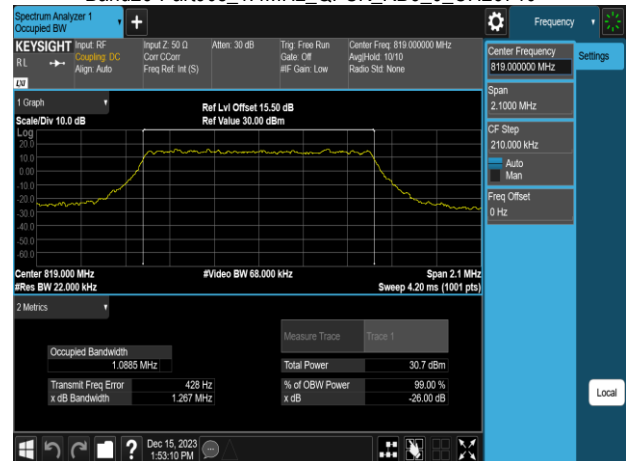 Spectrum Analyzer 1
Occupied BW
Frequency
KEYSIGHT
RL
LXI
Input: RF
Coupling: DC
Align: Auto
Input Z: 50 Ω
Corr CCorr
Freq Ref: Int (S)
Atten: 30 dB
Trig: Free Run
Gate: Off
#IF Gain: Low
Center Freq: 819.000000 MHz
Avg|Hold: 10/10
Radio Std: None
Center Frequency
819.000000 MHz
Settings
Span
2.1000 MHz
CF Step
210.000 kHz
Auto
Man
Freq Offset
0 Hz
1 Graph
Scale/Div 10.0 dB
Ref Lvl Offset 15.50 dB
Ref Value 30.00 dBm
Log
20.0
10.0
0.00
-10.0
-20.0
-30.0
-40.0
-50.0
-60.0
Center 819.000 MHz
#Video BW 68.000 kHz
Span 2.1 MHz
#Res BW 22.000 kHz
Sweep 4.20 ms (1001 pts)
2 Metrics
Measure Trace
Trace 1
Occupied Bandwidth
1.0885 MHz
Total Power
30.7 dBm
Transmit Freq Error
428 Hz
% of OBW Power
99.00 %
x dB Bandwidth
1.267 MHz
x dB
-26.00 dB
Local
?
Dec 15, 2023
1:53:10 PM